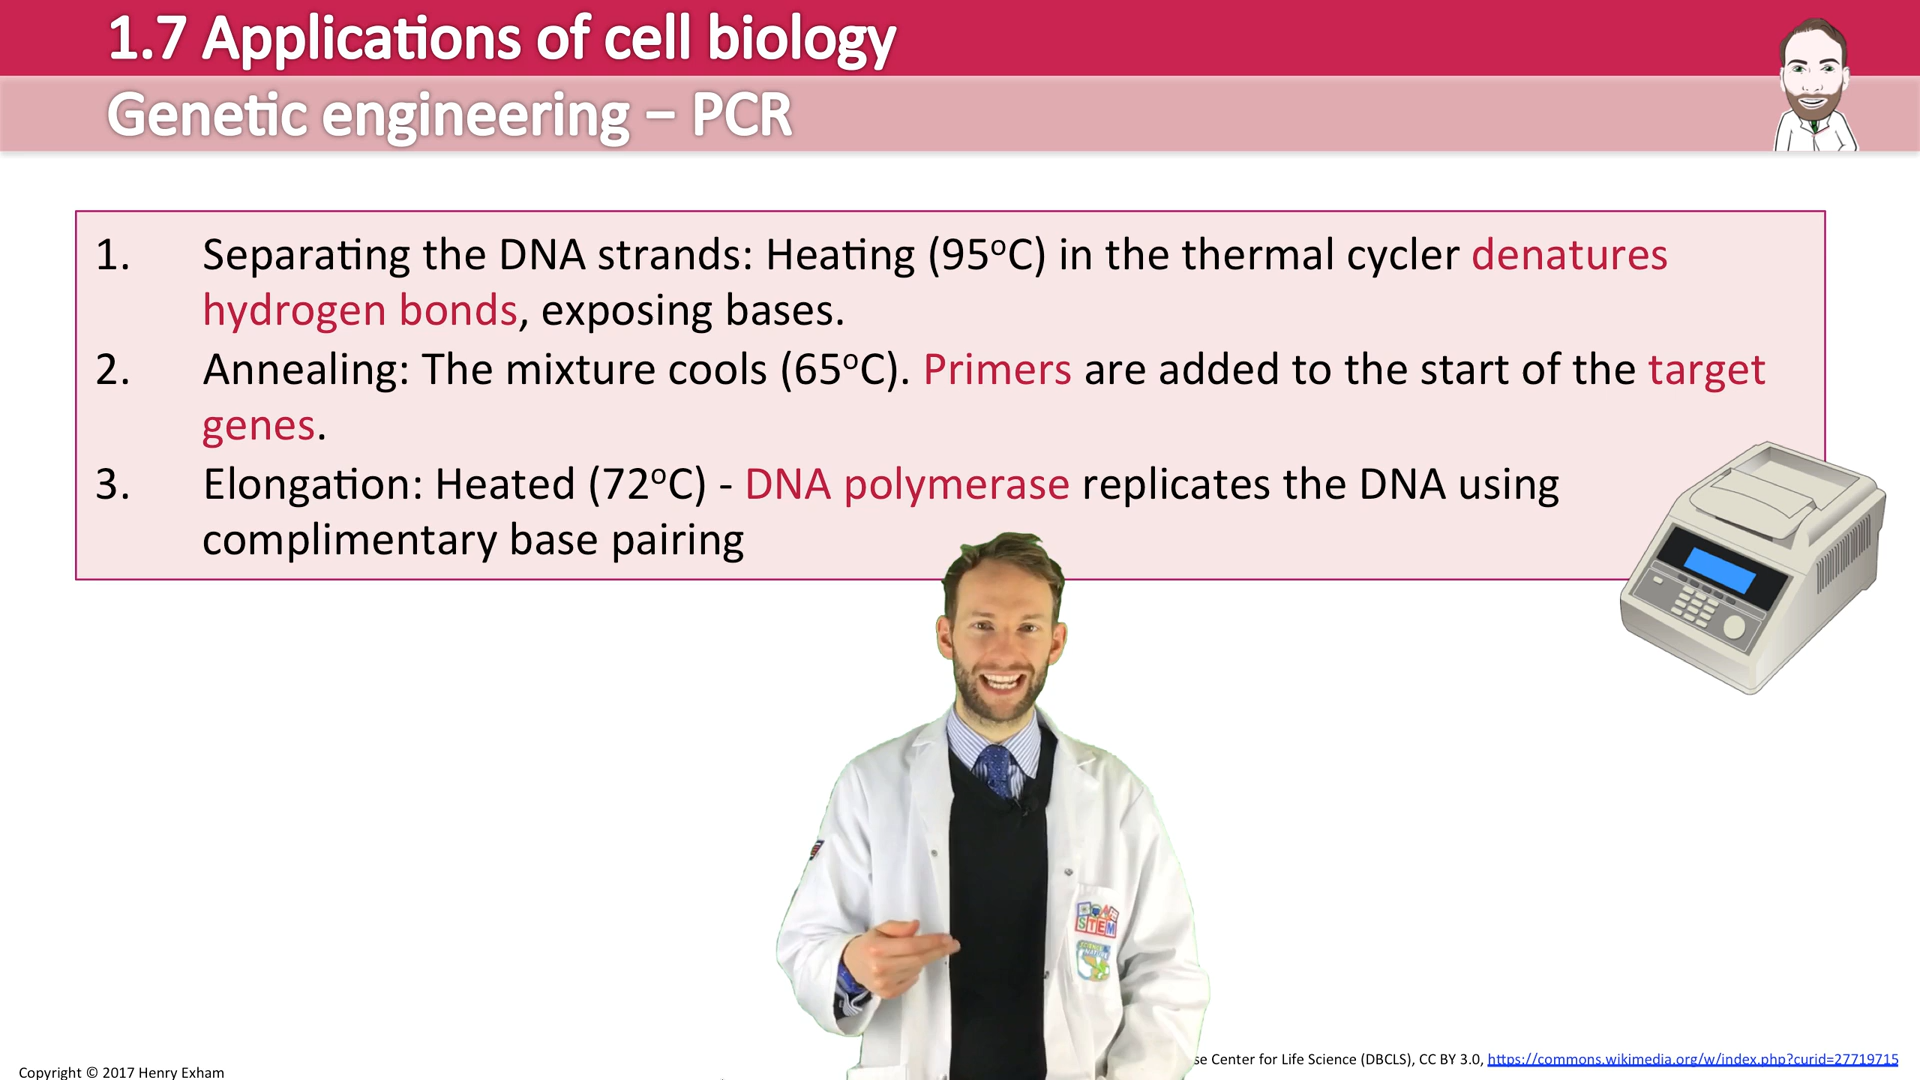 1.7 Applications of cell biology
Genetic engineering – PCR
1. Separating the DNA strands: Heating (95ºC) in the thermal cycler denatures
hydrogen bonds, exposing bases.
2. Annealing: The mixture cools (65ºC). Primers are added to the start of the target
genes.
3. Elongation: Heated (72ºC) - DNA polymerase replicates the DNA using
complimentary base pairing
STEM
se Center for Life Science (DBCLS), CC BY 3.0, https://commons.wikimedia.org/w/index.php?curid=27719715
Copyright © 2017 Henry Exham